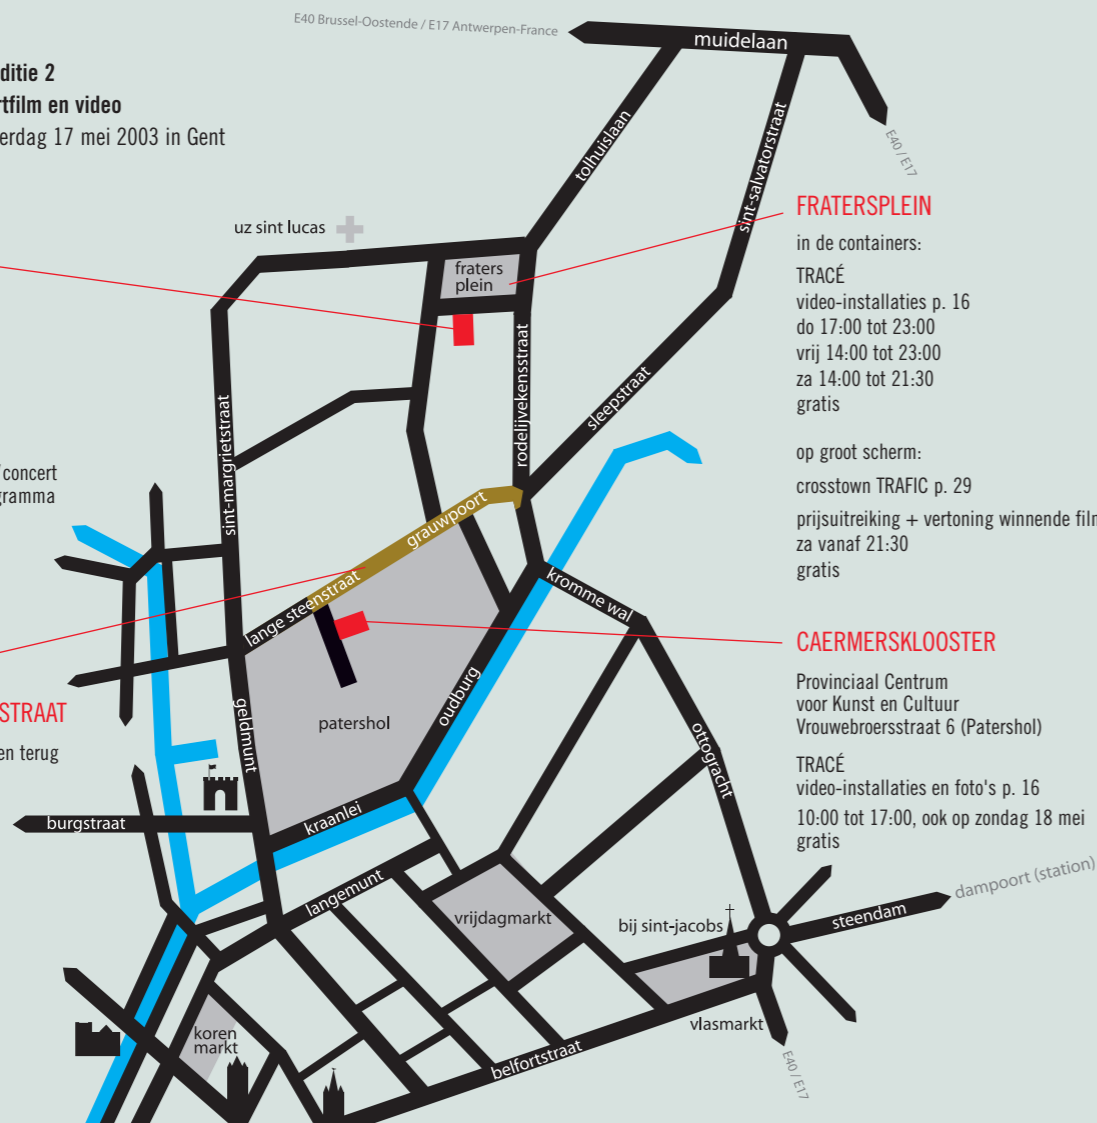 E40 Brussel-Oostende / E17 Antwerpen-France
muidelaan
ditie 2
rtfilm en video
erdag 17 mei 2003 in Gent
tolhuislaan
sint-salvatorstraat
E40 / E17
uz sint lucas
fraters
plein
FRATERSPLEIN
in de containers:
TRACÉ
video-installaties p. 16
do 17:00 tot 23:00
vrij 14:00 tot 23:00
za 14:00 tot 21:30
gratis
op groot scherm:
crosstown TRAFIC p. 29
prijsuitreiking + vertoning winnende film
za vanaf 21:30
gratis
rodelijvekensstraat
sleepstraat
sint-margrietstraat
concert
gramma
grauwpoort
lange steenstraat
kromme wal
CAERMERSKLOOSTER
Provinciaal Centrum
voor Kunst en Cultuur
Vrouwebroersstraat 6 (Patershol)
TRACÉ
video-installaties en foto's p. 16
10:00 tot 17:00, ook op zondag 18 mei
gratis
STRAAT
en terug
geldmunt
patershol
oudburg
ottogracht
burgstraat
kraanlei
langemunt
vrijdagmarkt
bij sint-jacobs
steendam
dampoort (station)
koren
markt
belfortstraat
vlasmarkt
E40 / E17